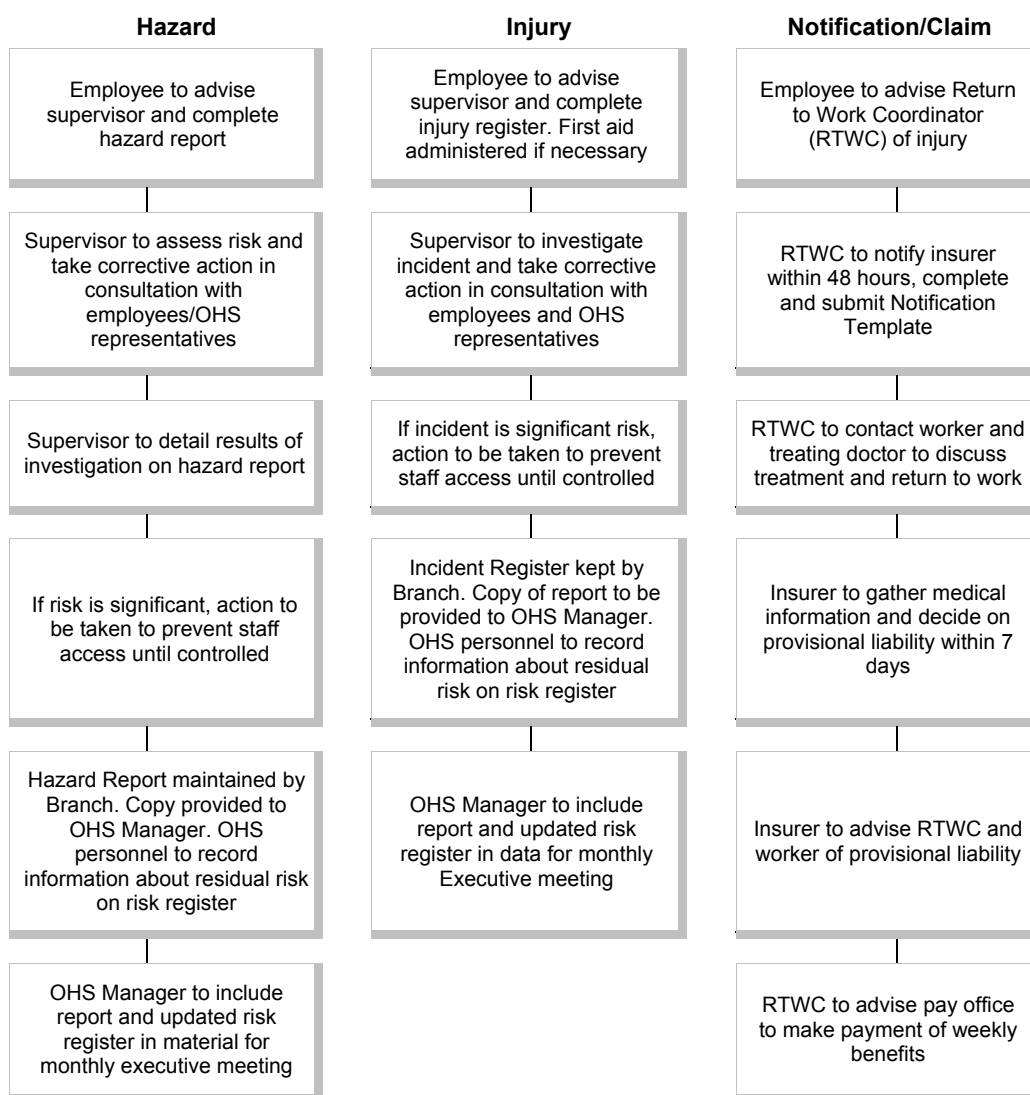 Hazard
Employee to advise
supervisor and complete
hazard report
Supervisor to assess risk and
take corrective action in
consultation with
employees/OHS
representatives
Supervisor to detail results of
investigation on hazard report
If risk is significant, action to
be taken to prevent staff
access until controlled
Hazard Report maintained by
Branch. Copy provided to
OHS Manager. OHS
personnel to record
information about residual risk
on risk register
OHS Manager to include
report and updated risk
register in material for
monthly executive meeting
Injury
Employee to advise
supervisor and complete
injury register. First aid
administered if necessary
Supervisor to investigate
incident and take corrective
action in consultation with
employees and OHS
representatives
If incident is significant risk,
action to be taken to prevent
staff access until controlled
Incident Register kept by
Branch. Copy of report to be
provided to OHS Manager.
OHS personnel to record
information about residual
risk on risk register
OHS Manager to include
report and updated risk
register in data for monthly
Executive meeting
Notification/Claim
Employee to advise Return
to Work Coordinator
(RTWC) of injury
RTWC to notify insurer
within 48 hours, complete
and submit Notification
Template
RTWC to contact worker and
treating doctor to discuss
treatment and return to work
Insurer to gather medical
information and decide on
provisional liability within 7
days
Insurer to advise RTWC and
worker of provisional liability
RTWC to advise pay office
to make payment of weekly
benefits